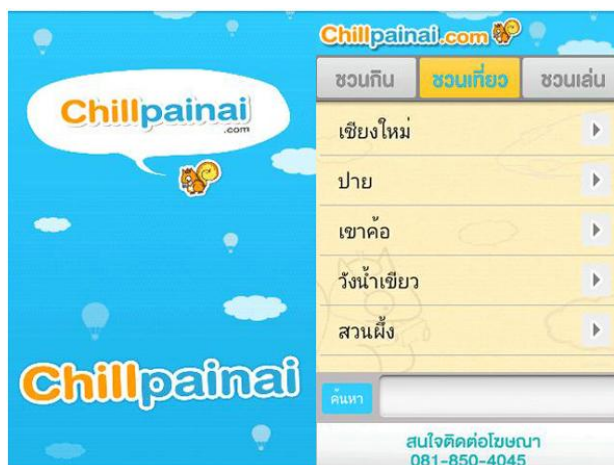 Chillpainai
.com
Chillpainai
Chillpainai.com
ชวนกิน ชวนเที่ยว ชวนเล่น
เชียงใหม่
ปาย
เขาค้อ
วังน้ำเขียว
สวนผึ้ง
ค้นหา
สนใจติดต่อโฆษณา
081-850-4045